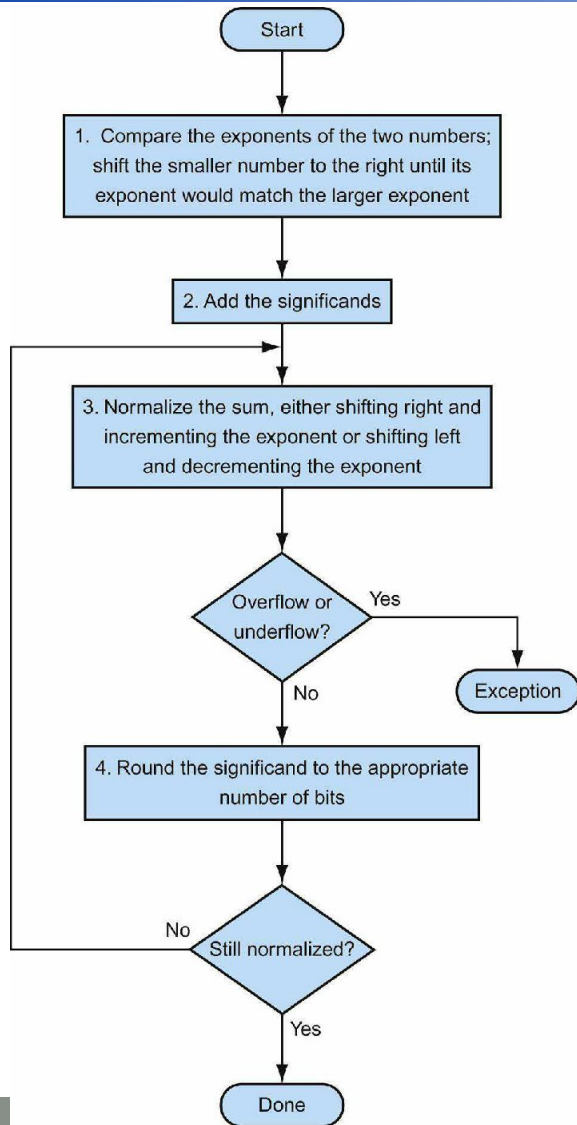 Start
1. Compare the exponents of the two numbers;
shift the smaller number to the right until its
exponent would match the larger exponent
2. Add the significands
3. Normalize the sum, either shifting right and
incrementing the exponent or shifting left
and decrementing the exponent
Overflow or
underflow?
Yes
No
Exception
4. Round the significand to the appropriate
number of bits
No
Still normalized?
Yes
Done